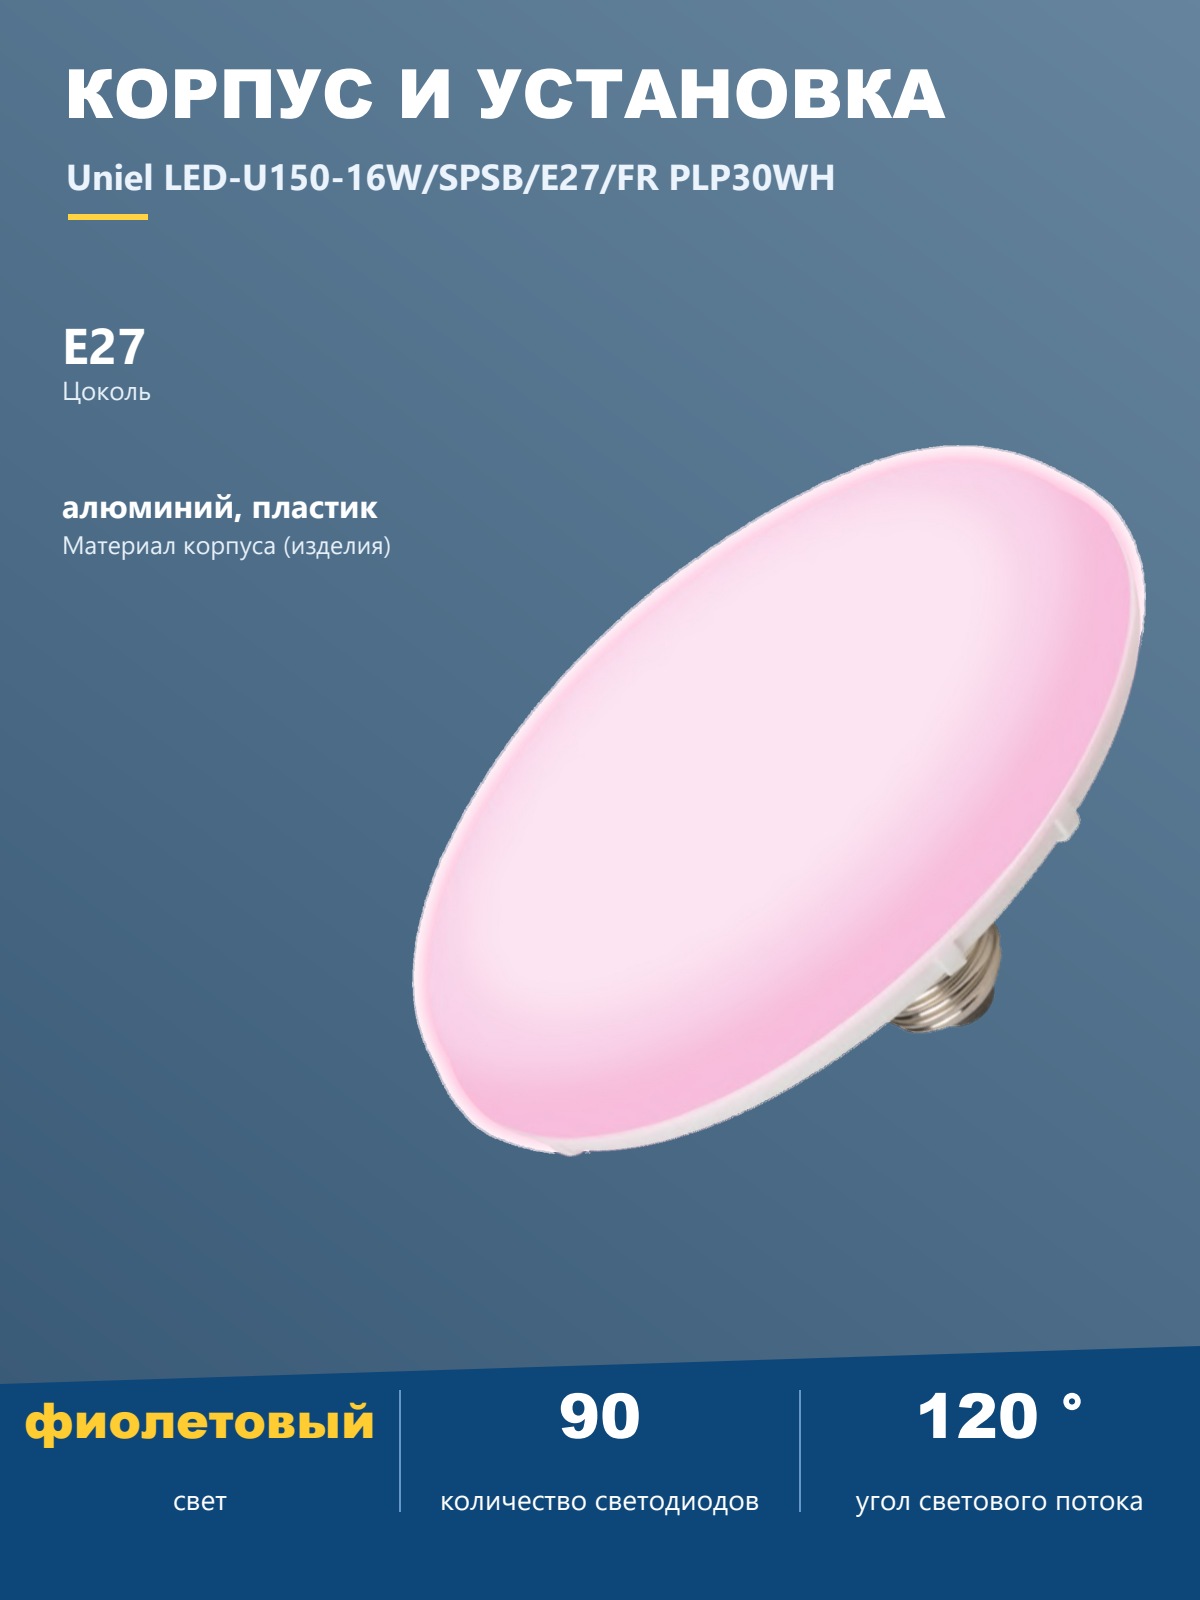 КОРПУС И УСТАНОВКА
Uniel LED-U150-16W/SPSB/E27/FR PLP30WH
E27
Цоколь
алюминий, пластик
Материал корпуса (изделия)
фиолетовый
свет
90
количество светодиодов
120 °
угол светового потока